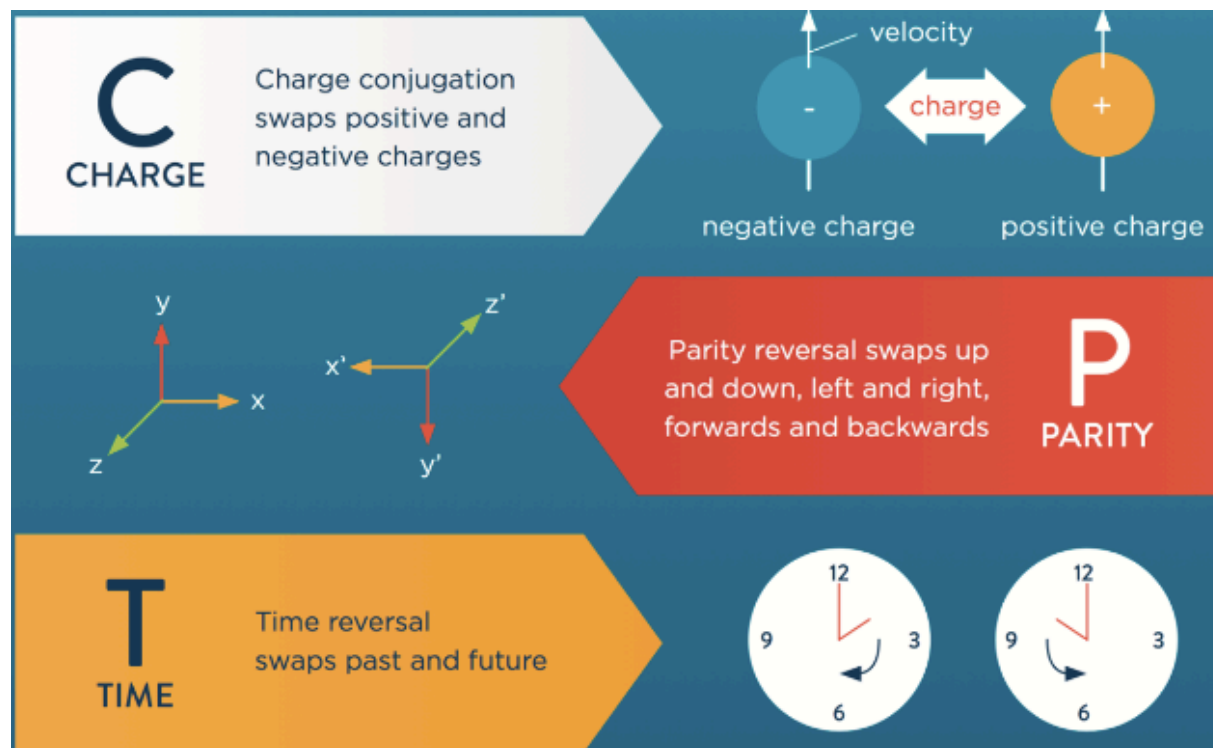 C
CHARGE
Charge conjugation
swaps positive and
negative charges
velocity
-
charge
+
negative charge
positive charge
y
x
z
z'
x'
y'
Parity reversal swaps up
and down, left and right,
forwards and backwards
P
PARITY
T
TIME
Time reversal
swaps past and future
12
9
3
6
12
9
3
6